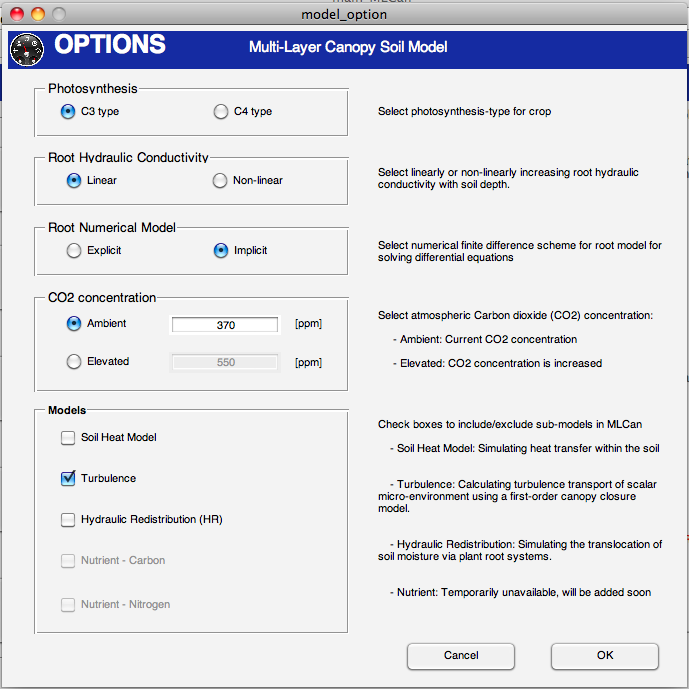 model_option
OPTIONS
Multi-Layer Canopy Soil Model
Photosynthesis
C3 type
C4 type
Select photosynthesis-type for crop
Root Hydraulic Conductivity
Linear
Non-linear
Select linearly or non-linearly increasing root hydraulic
conductivity with soil depth.
Root Numerical Model
Explicit
Implicit
Select numerical finite difference scheme for root model for
solving differential equations
CO2 concentration
Ambient
370
[ppm]
Elevated
550
[ppm]
Select atmospheric Carbon dioxide (CO2) concentration:
- Ambient: Current CO2 concentration
- Elevated: CO2 concentration is increased
Models
Soil Heat Model
Turbulence
Hydraulic Redistribution (HR)
Nutrient - Carbon
Nutrient - Nitrogen
Check boxes to include/exclude sub-models in MLCan
- Soil Heat Model: Simulating heat transfer within the soil
- Turbulence: Calculating turbulence transport of scalar
micro-environment using a first-order canopy closure
model.
- Hydraulic Redistribution: Simulating the translocation of
soil moisture via plant root systems.
- Nutrient: Temporarily unavailable, will be added soon
Cancel
OK